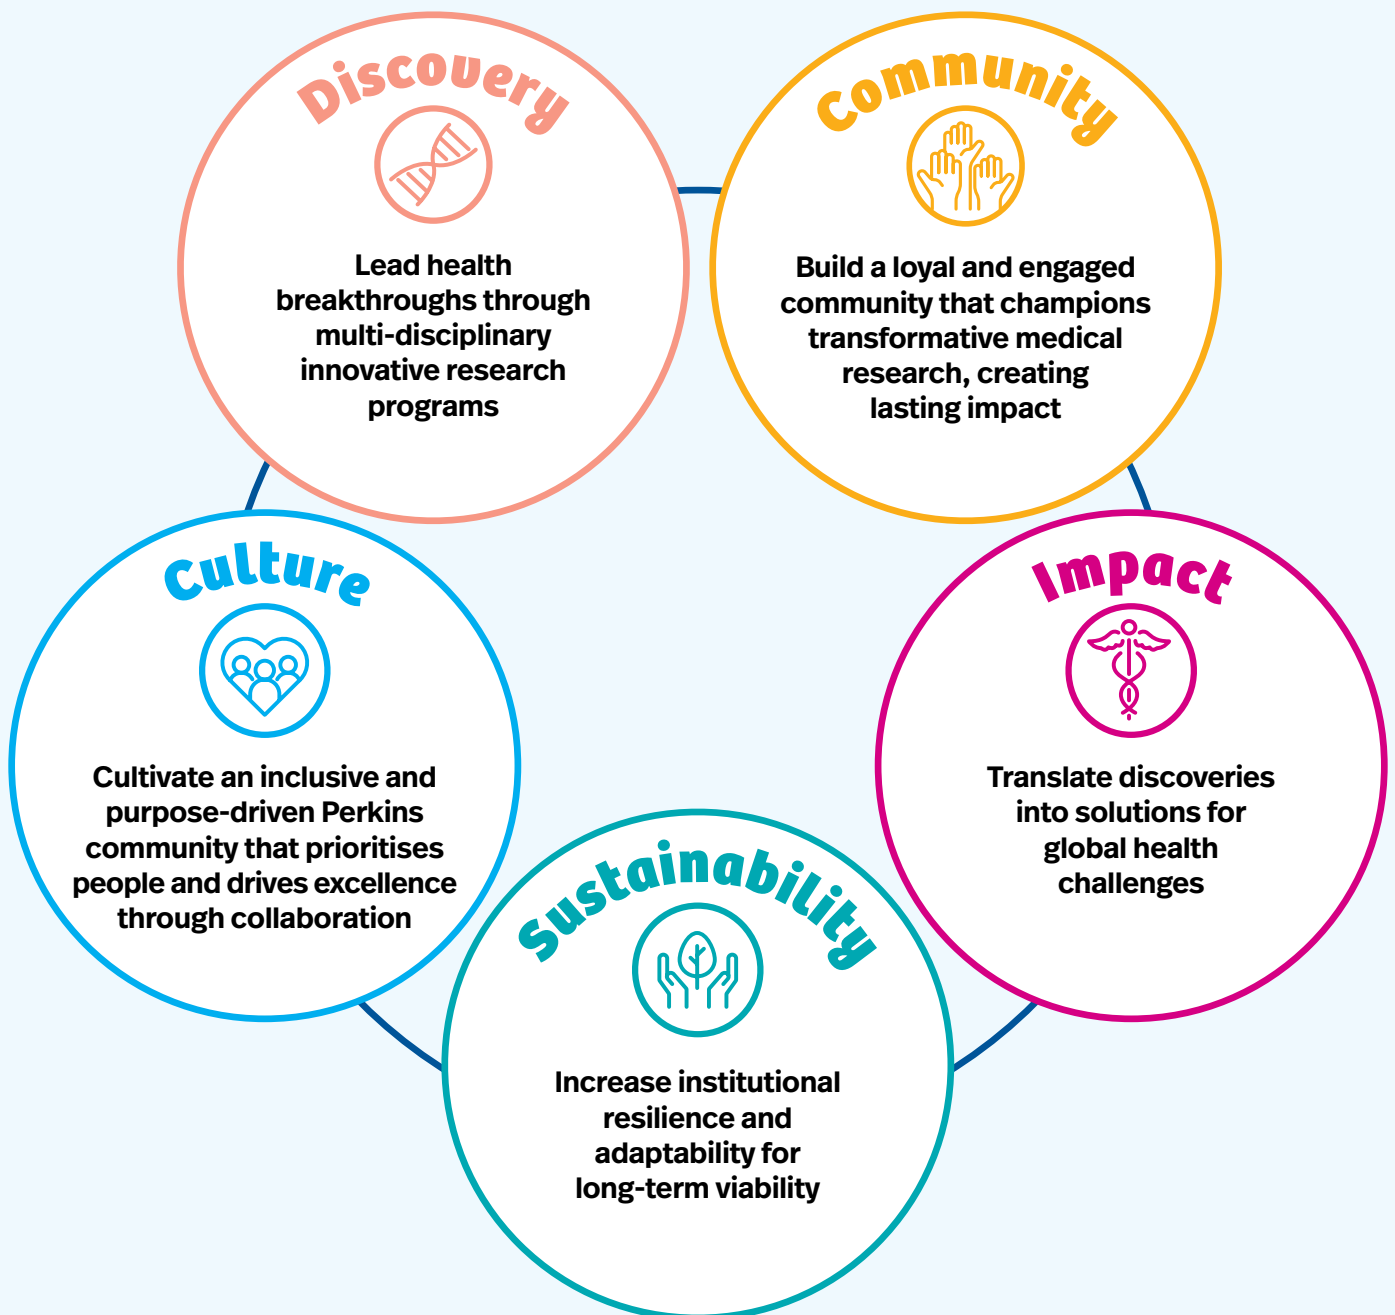 Discovery
Lead health
breakthroughs through
multi-disciplinary
innovative research
programs
Community
Build a loyal and engaged
community that champions
transformative medical
research, creating
lasting impact
Culture
Cultivate an inclusive and
purpose-driven Perkins
community that prioritises
people and drives excellence
through collaboration
Impact
Translate discoveries
into solutions for
global health
challenges
Sustainability
Increase institutional
resilience and
adaptability for
long-term viability